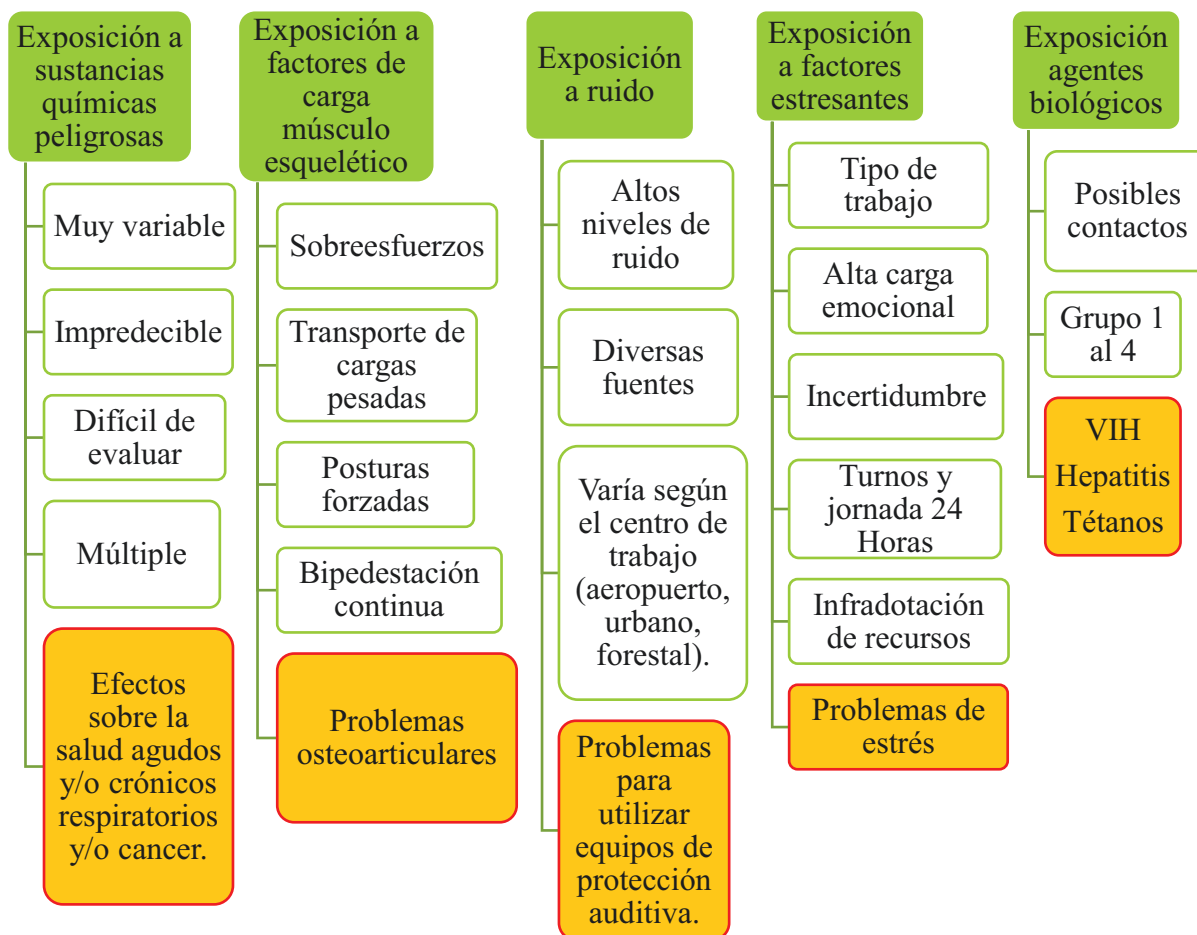 Exposición a
sustancias
químicas
peligrosas
Muy variable
Impredecible
Difícil de
evaluar
Múltiple
Efectos
sobre la
salud agudos
y/o crónicos
respiratorios
y/o cancer.
Exposición a
factores de
carga
músculo
esquelético
Sobreesfuerzos
Transporte de
cargas
pesadas
Posturas
forzadas
Bipedestación
continua
Problemas
osteoarticulares
Exposición
a ruido
Altos
niveles de
ruido
Diversas
fuentes
Varía según
el centro de
trabajo
(aeropuerto,
urbano,
forestal).
Problemas
para
utilizar
equipos de
protección
auditiva.
Exposición
a factores
estresantes
Tipo de
trabajo
Alta carga
emocional
Incertidumbre
Turnos y
jornada 24
Horas
Infradotación
de recursos
Problemas de
estrés
Exposición
agentes
biológicos
Posibles
contactos
Grupo 1
al 4
VIH
Hepatitis
Tétanos